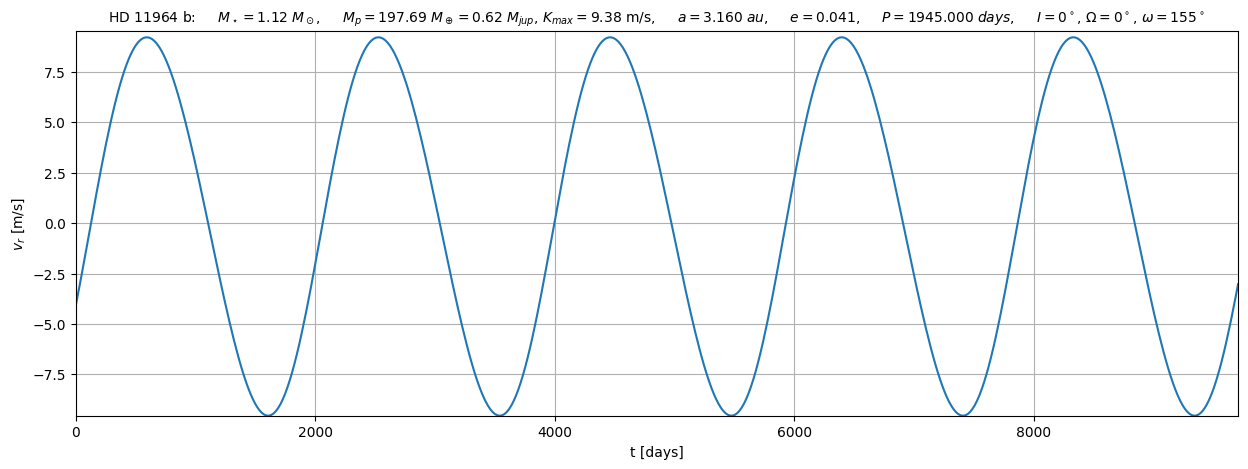 HD 11964 b: M⋆ = 1.12 M⊙, Mp = 197.69 M⊕ = 0.62 Mjup, Kmax = 9.38 m/s, a = 3.160 au, e = 0.041, P = 1945.000 days, I = 0°, Ω = 0°, ω = 155°
7.5
5.0
2.5
0.0
−2.5
−5.0
−7.5
vr [m/s]
0 2000 4000 6000 8000
t [days]